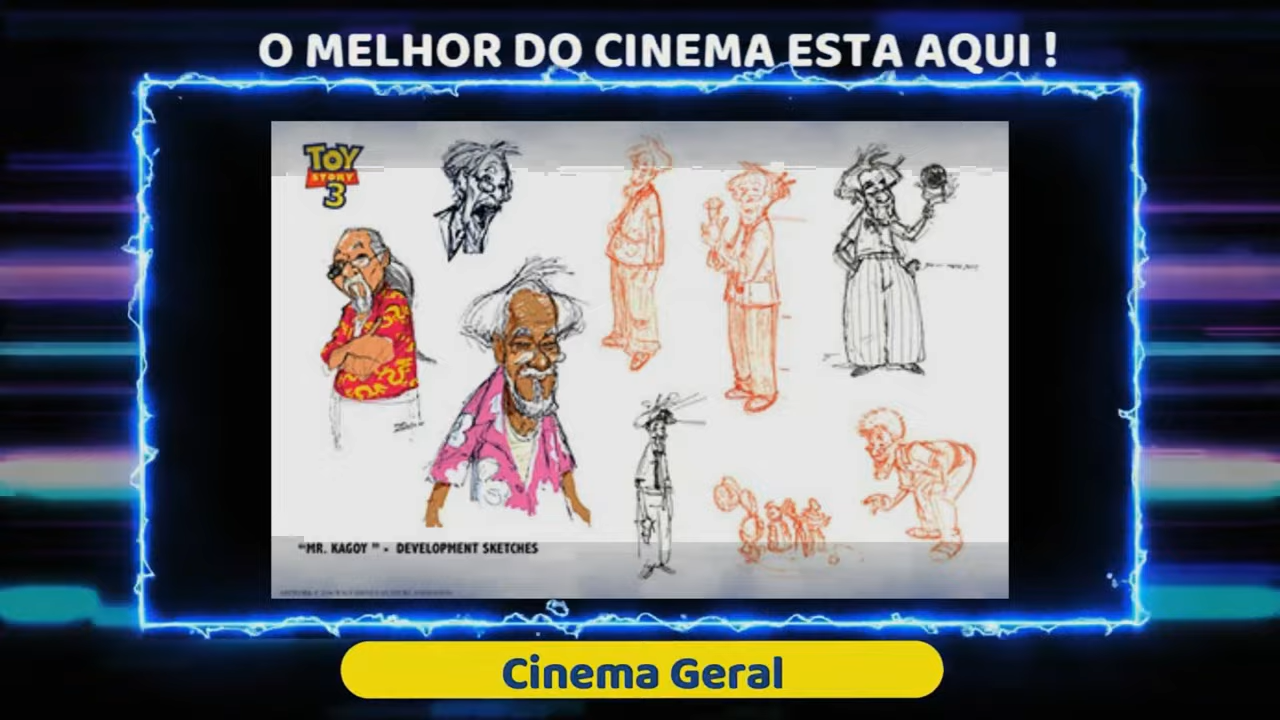 O MELHOR DO CINEMA ESTA AQUI !
TOY
STORY
3
"MR. KAGOY " • DEVELOPMENT SKETCHES
Cinema Geral